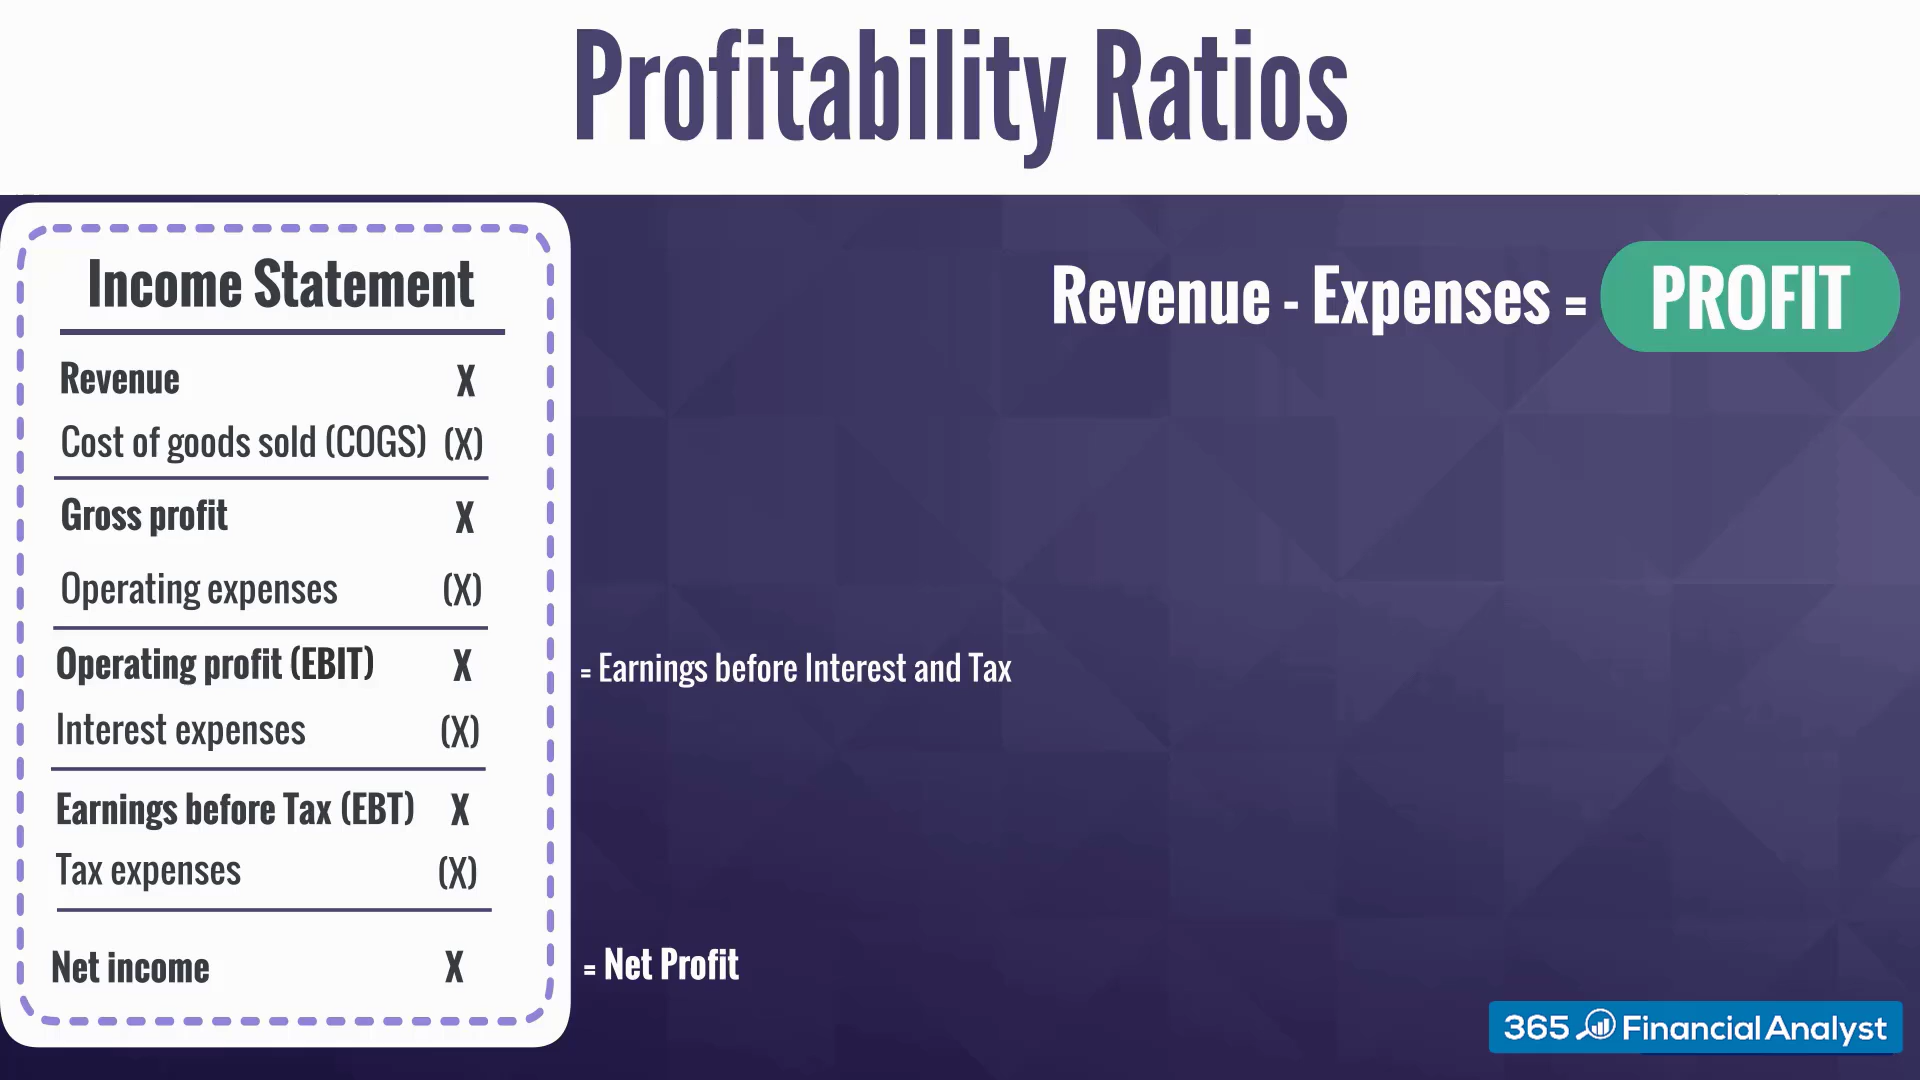 Profitability Ratios
Income Statement
Revenue X
Cost of goods sold (COGS) (X)
Gross profit X
Operating expenses (X)
Operating profit (EBIT) X
Interest expenses (X)
Earnings before Tax (EBT) X
Tax expenses (X)
Net income X
Revenue - Expenses = PROFIT
= Earnings before Interest and Tax
= Net Profit
365 Financial Analyst